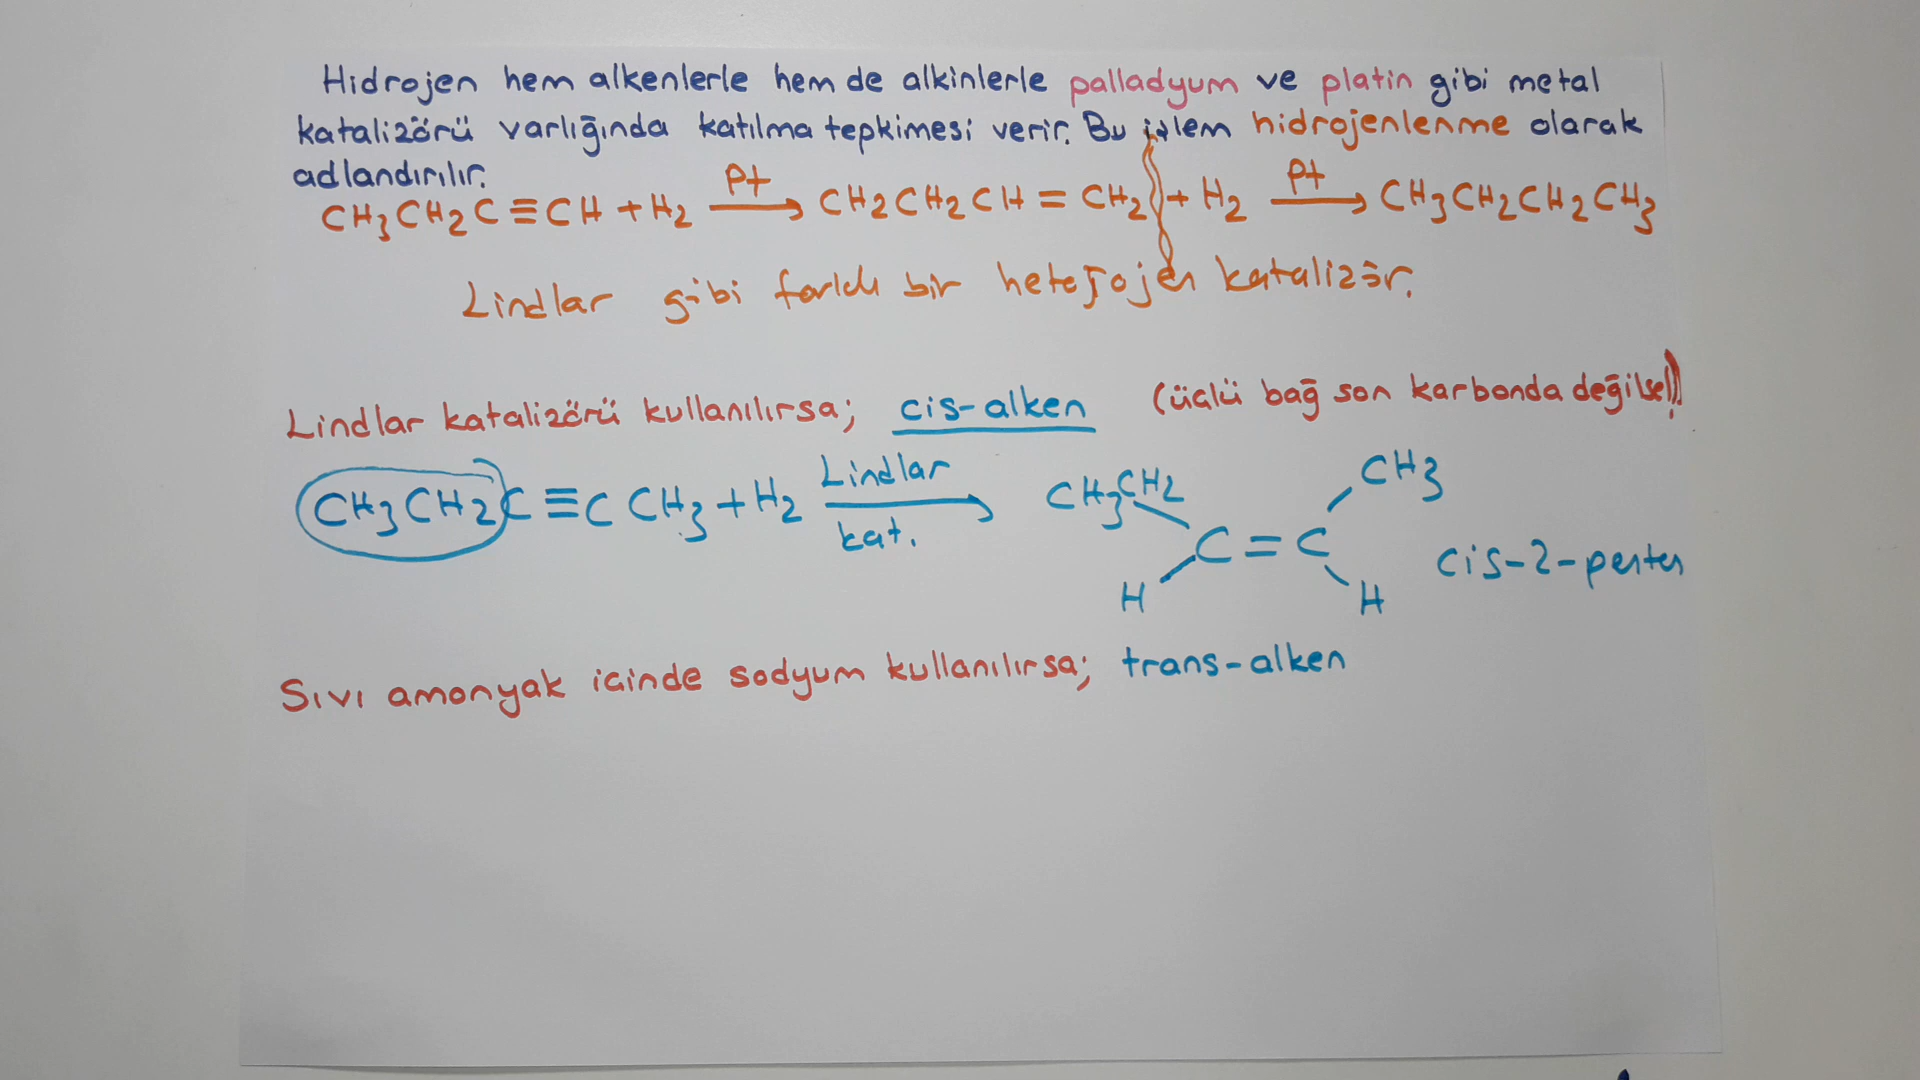 Hidrojen hem alkenlerle hem de alkinlerle palladyum ve platin gibi metal
katalizörü varlığında katılma tepkimesi verir. Bu işlem hidrojenlenme olarak
adlandırılır.
CH3CH2C≡CH + H2 Pt → CH2CH2CH=CH2 + H2 Pt → CH3CH2CH2CH3
Lindlar gibi farklı bir heterojen katalizör.
Lindlar katalizörü kullanılırsa; cis-alken (üçlü bağ son karbonda değilse!)
CH3CH2C≡CCH3 + H2 Lindlar kat. → CH3CH2 CH3
C=C
H H
cis-2-penten
Sıvı amonyak içinde sodyum kullanılırsa; trans-alken